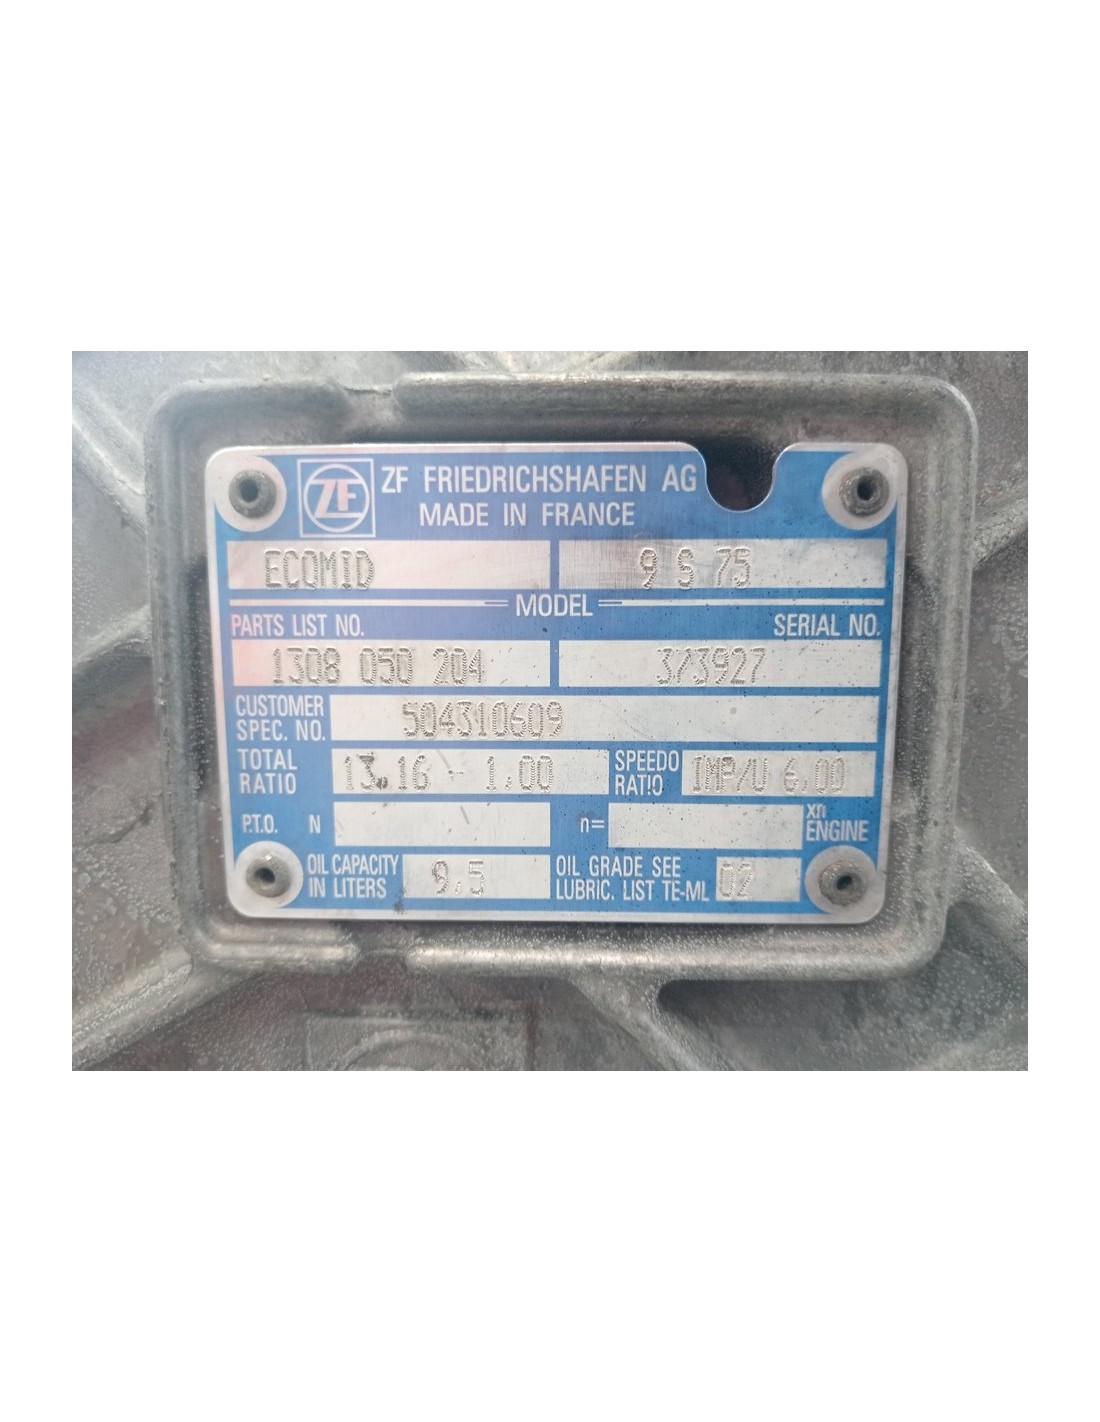 ZF ZF FRIEDRICHSHAFEN AG
MADE IN FRANCE
ECOMID 9 S 75
MODEL
PARTS LIST NO. SERIAL NO.
1308 050 204 373927
CUSTOMER SPEC. NO. 504310609
TOTAL RATIO 13.16 - 1.00 SPEEDO RATIO IMP/U 6.00
P.T.O. N n= xn ENGINE
OIL CAPACITY IN LITERS 9.5 OIL GRADE SEE LUBRIC. LIST TE-ML 02